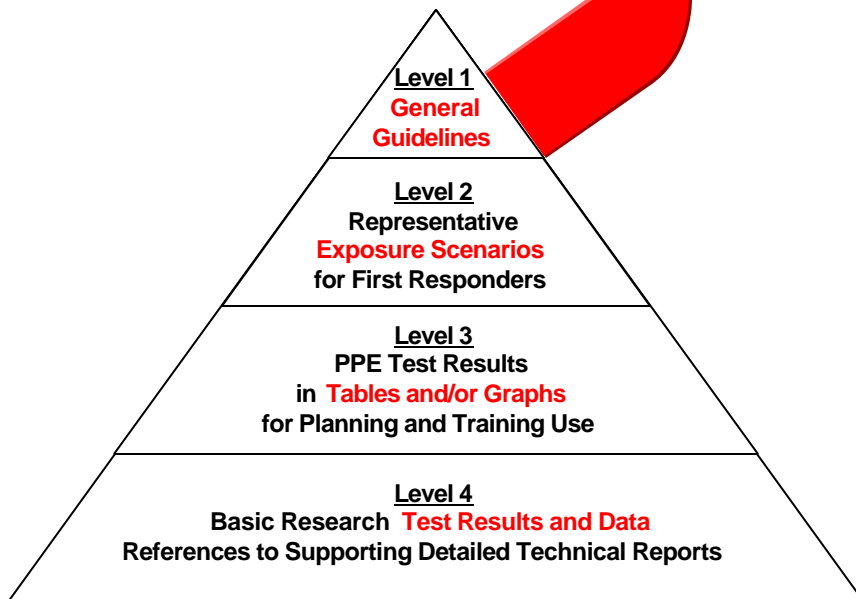 Level 1
General
Guidelines
Level 2
Representative
Exposure Scenarios
for First Responders
Level 3
PPE Test Results
in Tables and/or Graphs
for Planning and Training Use
Level 4
Basic Research Test Results and Data
References to Supporting Detailed Technical Reports